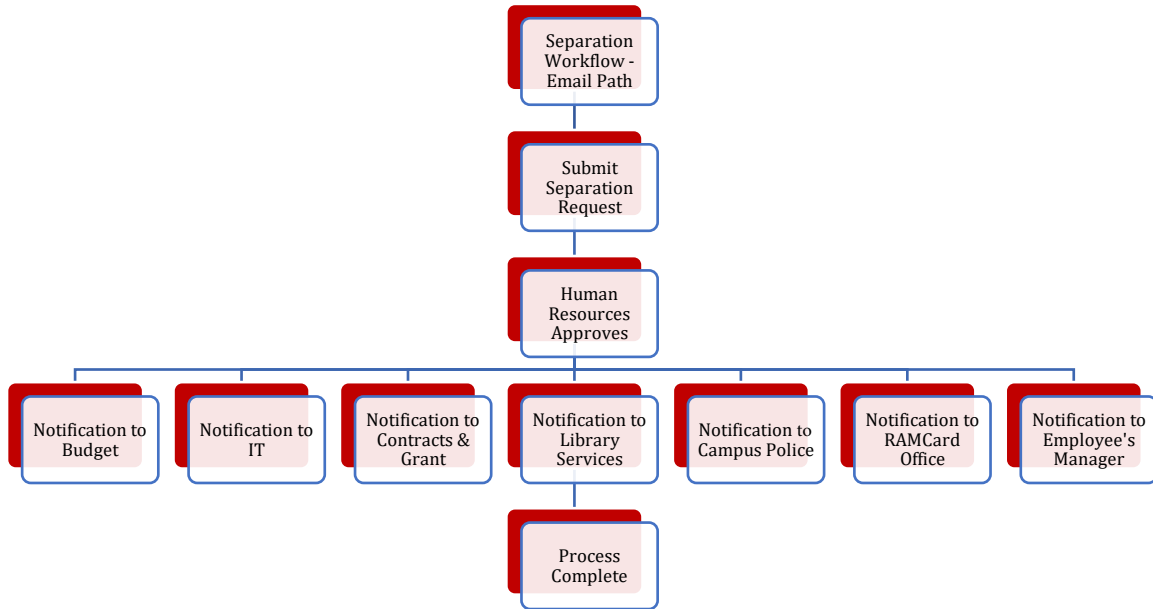 Separation
Workflow -
Email Path
Submit
Separation
Request
Human
Resources
Approves
Notification to
Budget
Notification to
IT
Notification to
Contracts &
Grant
Notification to
Library
Services
Notification to
Campus Police
Notification to
RAMCard
Office
Notification to
Employee's
Manager
Process
Complete